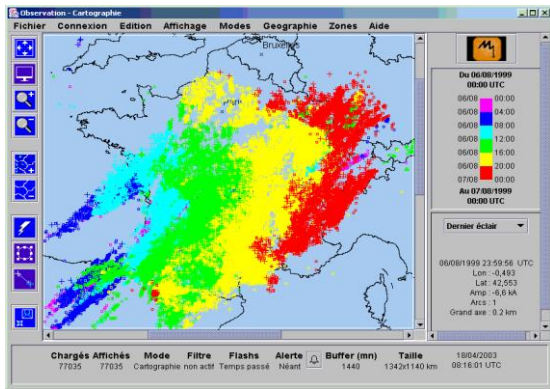 Observation - Cartographie
Fichier Connexion Edition Affichage Modes Geographie Zones Aide
Bruxelles
Paris
Du 06/08/1999
00:00 UTC
06/08 00:00
06/08 04:00
06/08 08:00
06/08 12:00
06/08 16:00
06/08 20:00
07/08 00:00
Au 07/08/1999
00:00 UTC
Dernier éclair
06/08/1999 23:59:56 UTC
Lon : -0,493
Lat : 42,553
Amp : -6,6 kA
Arcs : 1
Grand axe : 0.2 km
Chargés Affichés Mode Filtre Flashs Alerte Buffer (mn) Taille 18/04/2003
77035 77035 Cartographie non actif Temps passé Néant 1440 1342x1140 km 08:16:01 UTC